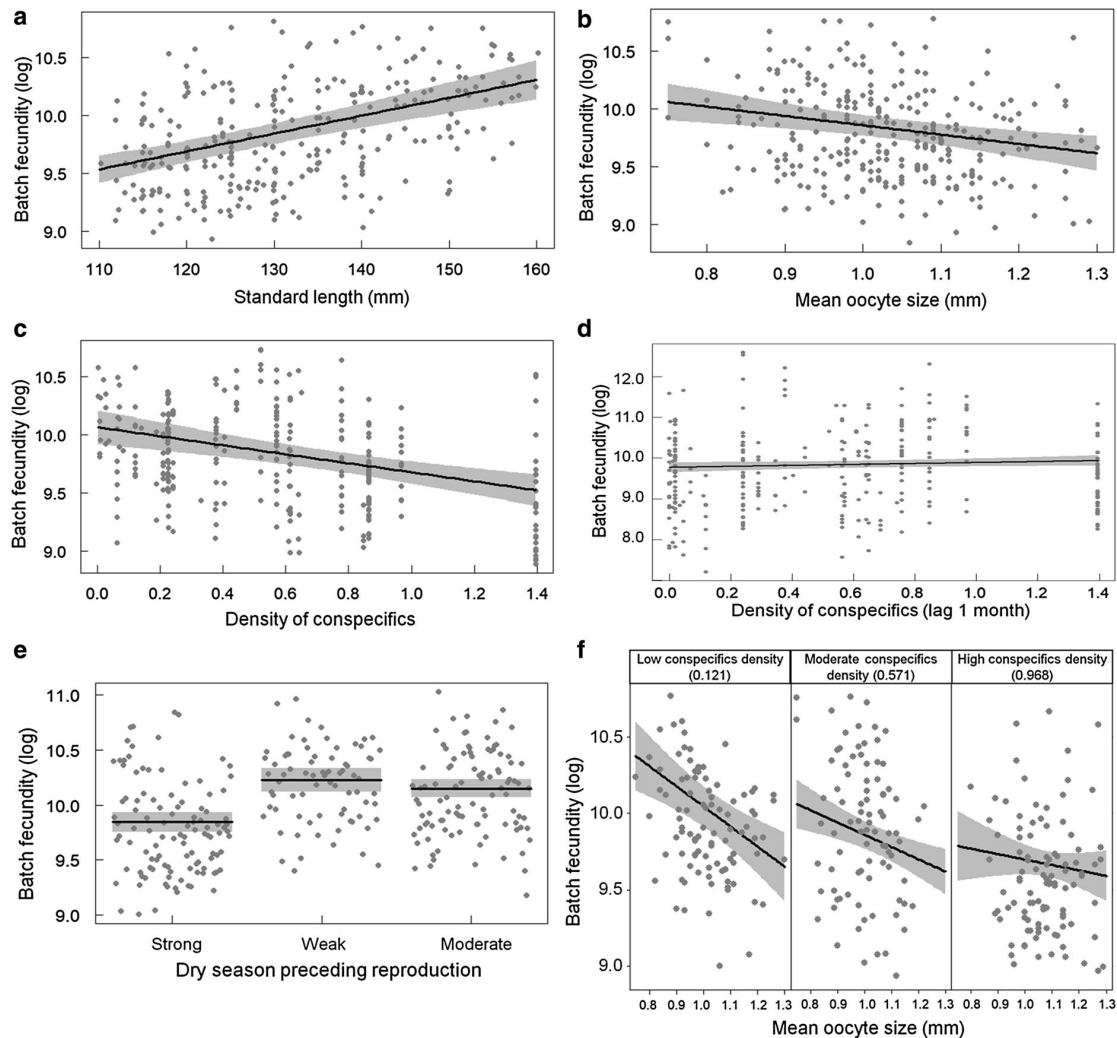 a
Batch fecundity (log)
10.5
10.0
9.5
9.0
110 120 130 140 150 160
Standard length (mm)
b
Batch fecundity (log)
10.5
10.0
9.5
9.0
0.8 0.9 1.0 1.1 1.2 1.3
Mean oocyte size (mm)
c
Batch fecundity (log)
10.5
10.0
9.5
9.0
0.0 0.2 0.4 0.6 0.8 1.0 1.2 1.4
Density of conspecifics
d
Batch fecundity (log)
12.0
11.0
10.0
9.0
8.0
0.0 0.2 0.4 0.6 0.8 1.0 1.2 1.4
Density of conspecifics (lag 1 month)
e
Batch fecundity (log)
11.0
10.5
10.0
9.5
9.0
Strong Weak Moderate
Dry season preceding reproduction
f
Low conspecifics density
(0.121)
Moderate conspecifics
density (0.571)
High conspecifics density
(0.968)
Batch fecundity (log)
10.5
10.0
9.5
9.0
0.8 0.9 1.0 1.1 1.2 1.3
0.8 0.9 1.0 1.1 1.2 1.3
0.8 0.9 1.0 1.1 1.2 1.3
Mean oocyte size (mm)